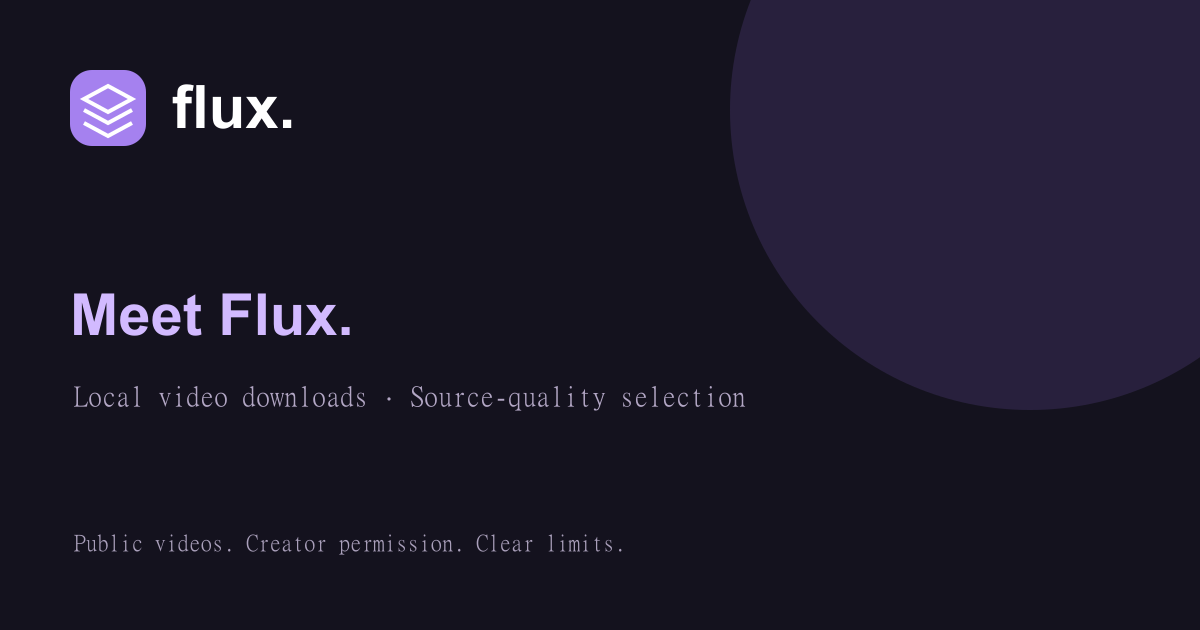 flux.
Meet Flux.
Local video downloads · Source-quality selection
Public videos. Creator permission. Clear limits.